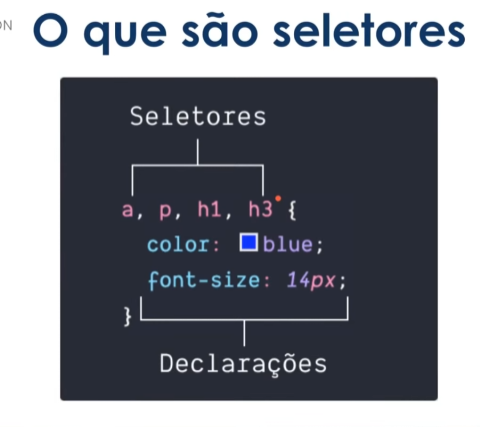 ON
O que são seletores
Seletores
a, p, h1, h3 {
color: blue;
font-size: 14px;
}
Declarações